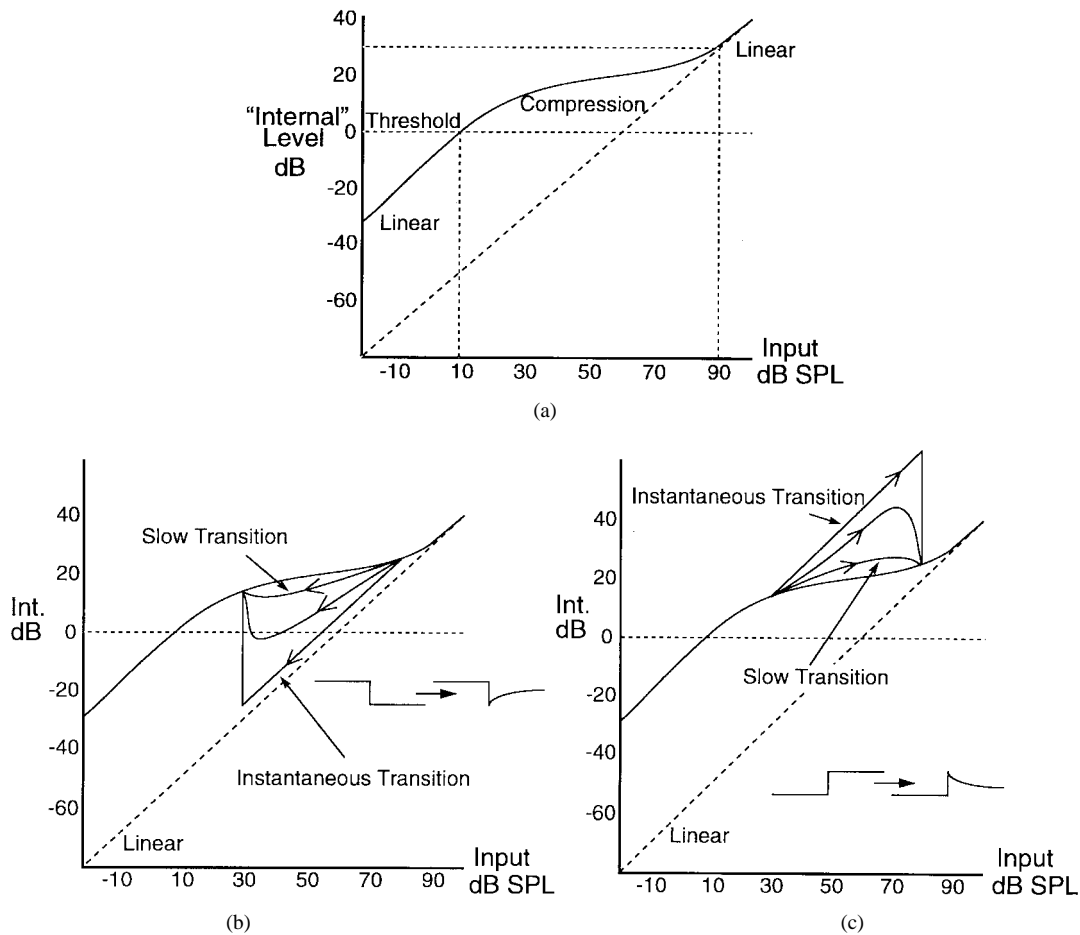 40
20
0
-20
-40
-60
"Internal"
Level
dB
Threshold
Compression
Linear
Linear
-10 10 30 50 70 90
Input
dB SPL
(a)
40
20
0
-20
-40
-60
Int.
dB
Slow Transition
Instantaneous Transition
Linear
-10 10 30 50 70 90
Input
dB SPL
(b)
40
20
0
-20
-40
-60
Int.
dB
Instantaneous Transition
Slow Transition
Linear
-10 10 30 50 70 90
Input
dB SPL
(c)